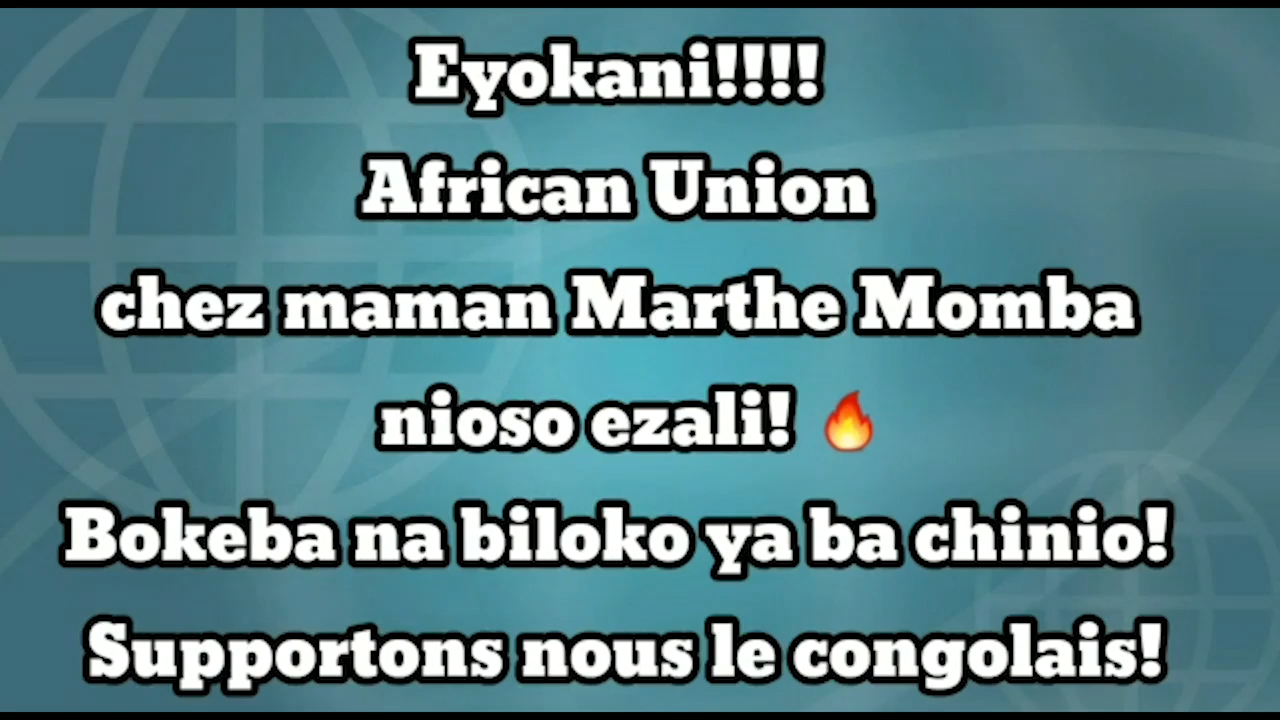 Eyokani!!!!
African Union
chez maman Marthe Momba
nioso ezali! 🔥
Bokeba na biloko ya ba chinio!
Supportons nous le congolais!